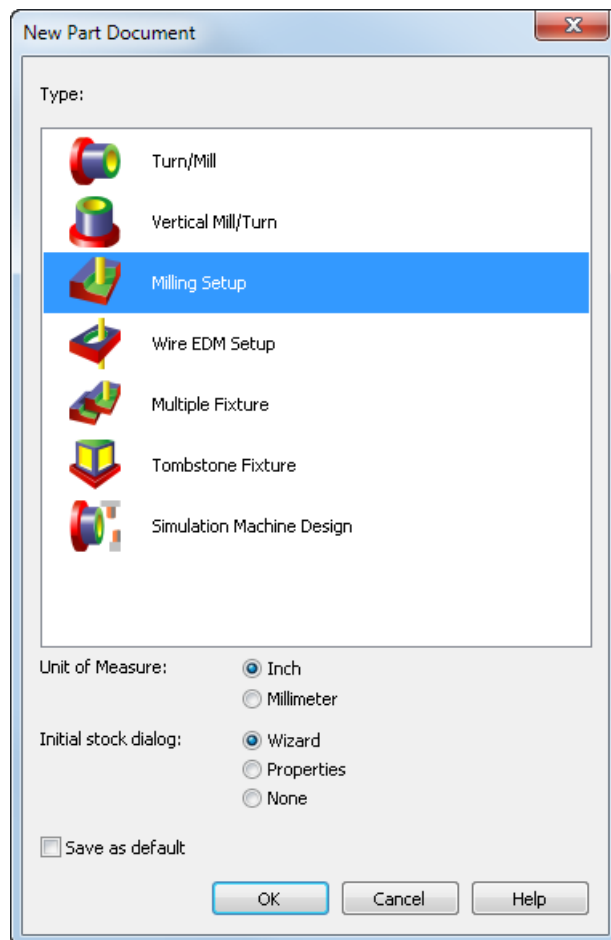 New Part Document
Type:
Turn/Mill
Vertical Mill/Turn
Milling Setup
Wire EDM Setup
Multiple Fixture
Tombstone Fixture
Simulation Machine Design
Unit of Measure:
Inch
Millimeter
Initial stock dialog:
Wizard
Properties
None
Save as default
OK
Cancel
Help